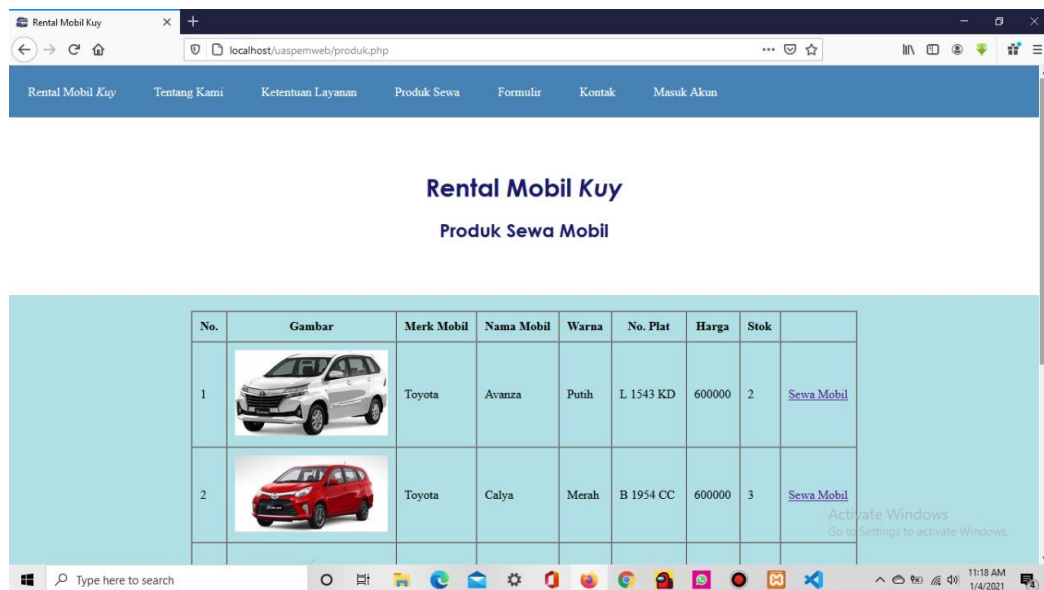 Rental Mobil Kuy
localhost/uaspemweb/produk.php
Rental Mobil Kuy Tentang Kami Ketentuan Layanan Produk Sewa Formulir Kontak Masuk Akun
Rental Mobil Kuy
Produk Sewa Mobil
No. Gambar Merk Mobil Nama Mobil Warna No. Plat Harga Stok
1 Toyota Avanza Putih L 1543 KD 600000 2 Sewa Mobil
2 Toyota Calya Merah B 1954 CC 600000 3 Sewa Mobil
Activate Windows
Go to Settings to activate Windows.
Type here to search
11:18 AM
1/4/2021